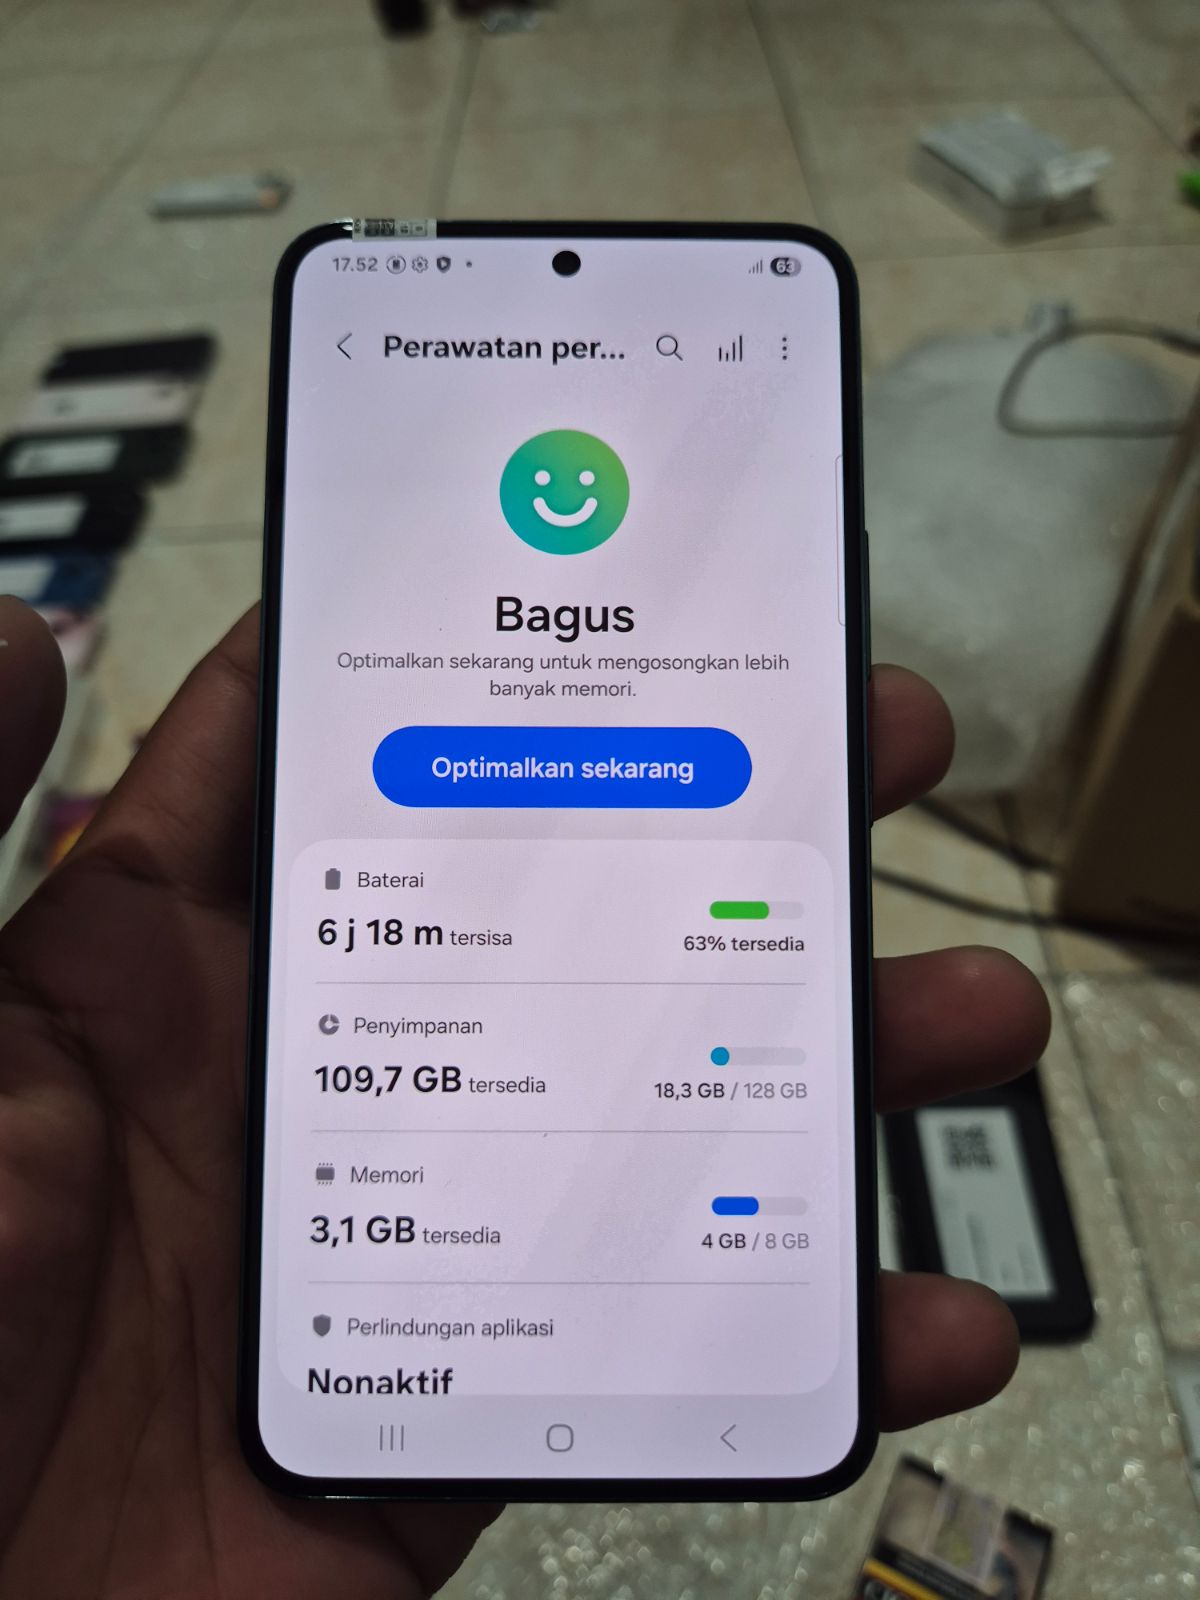 17.52
63
Perawatan per...
Bagus
Optimalkan sekarang untuk mengosongkan lebih
banyak memori.
Optimalkan sekarang
Baterai
6 j 18 m tersisa
63% tersedia
Penyimpanan
109,7 GB tersedia
18,3 GB / 128 GB
Memori
3,1 GB tersedia
4 GB / 8 GB
Perlindungan aplikasi
Nonaktif